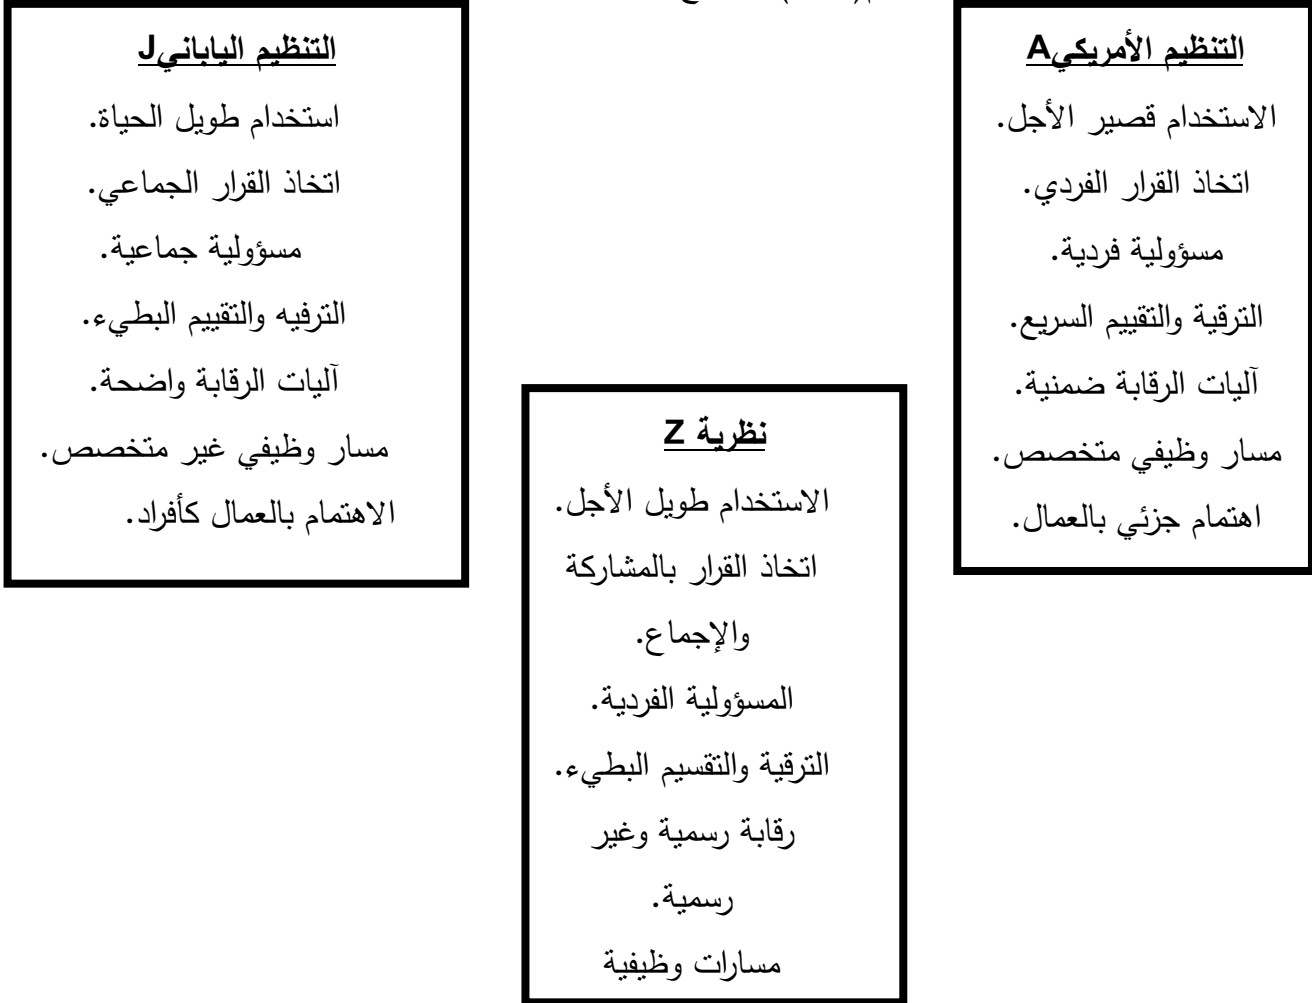 التنظيم الأمريكيA
الاستخدام قصير الأجل.
اتخاذ القرار الفردي.
مسؤولية فردية.
الترقية والتقييم السريع.
آليات الرقابة ضمنية.
مسار وظيفي متخصص.
اهتمام جزئي بالعمال.
التنظيم اليابانيJ
استخدام طويل الحياة.
اتخاذ القرار الجماعي.
مسؤولية جماعية.
الترفيه والتقييم البطيء.
آليات الرقابة واضحة.
مسار وظيفي غير متخصص.
الاهتمام بالعمال كأفراد.
نظرية Z
الاستخدام طويل الأجل.
اتخاذ القرار بالمشاركة
والإجماع.
المسؤولية الفردية.
الترقية والتقسيم البطيء.
رقابة رسمية وغير
رسمية.
مسارات وظيفية